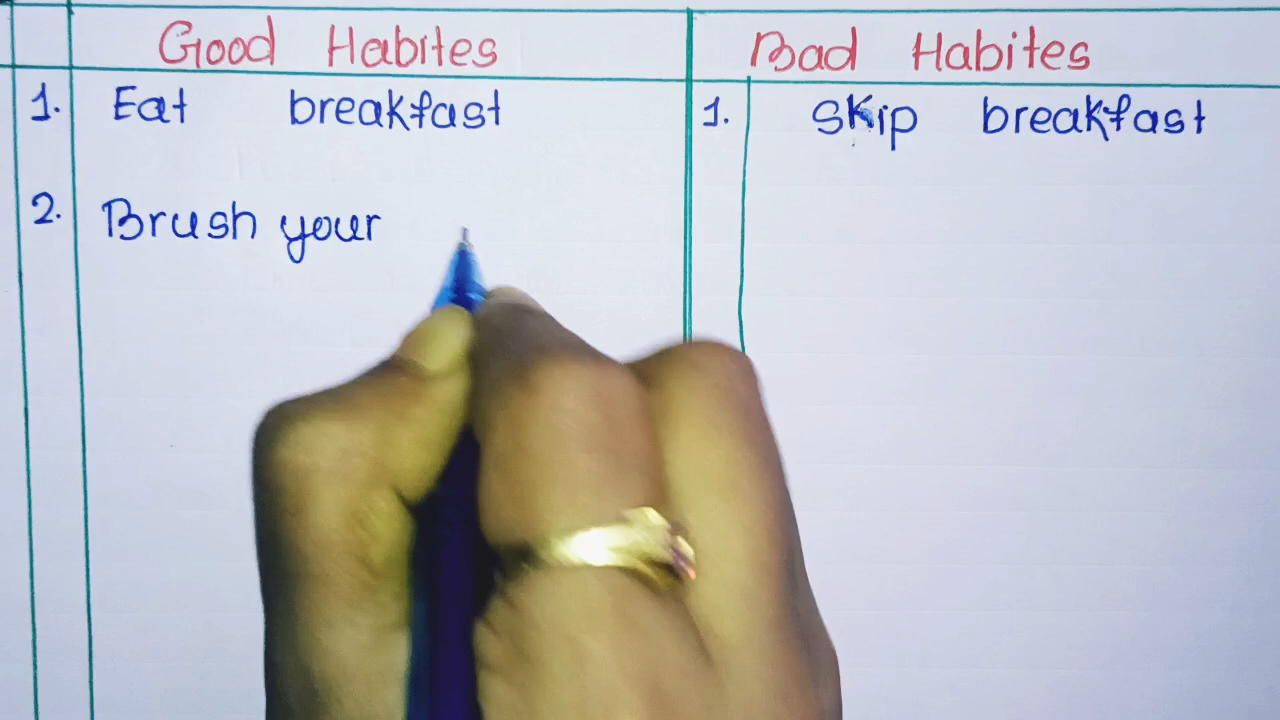 Good Habites
Bad Habites
1. Eat breakfast
1. Skip breakfast
2. Brush your